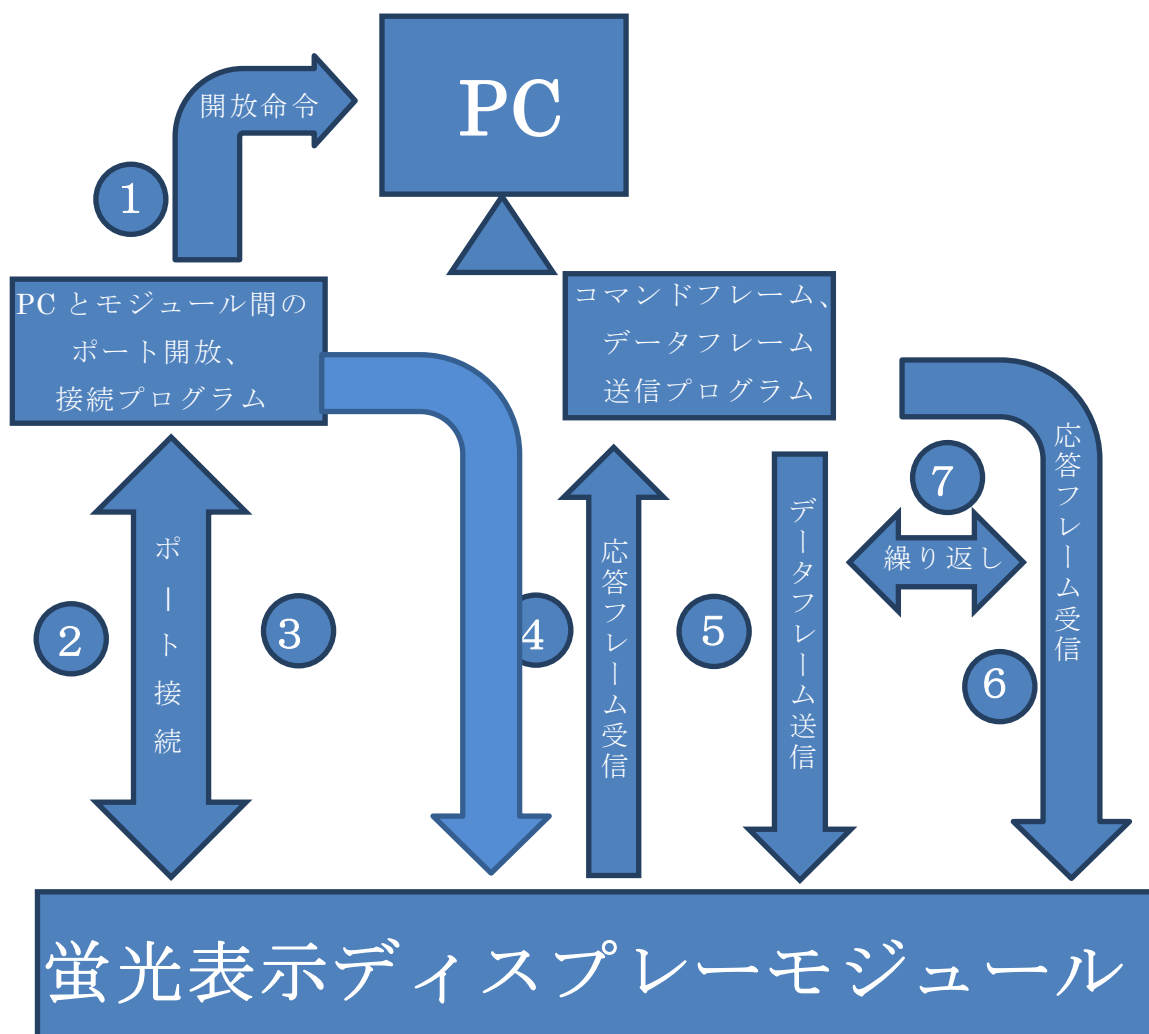 PC
開放命令
1
PCとモジュール間の
ポート開放、
接続プログラム
コマンドフレーム、
データフレーム
送信プログラム
ポート接続
2
3
4
応答フレーム受信
5
データフレーム送信
7
繰り返し
6
応答フレーム受信
蛍光表示ディスプレーモジュール